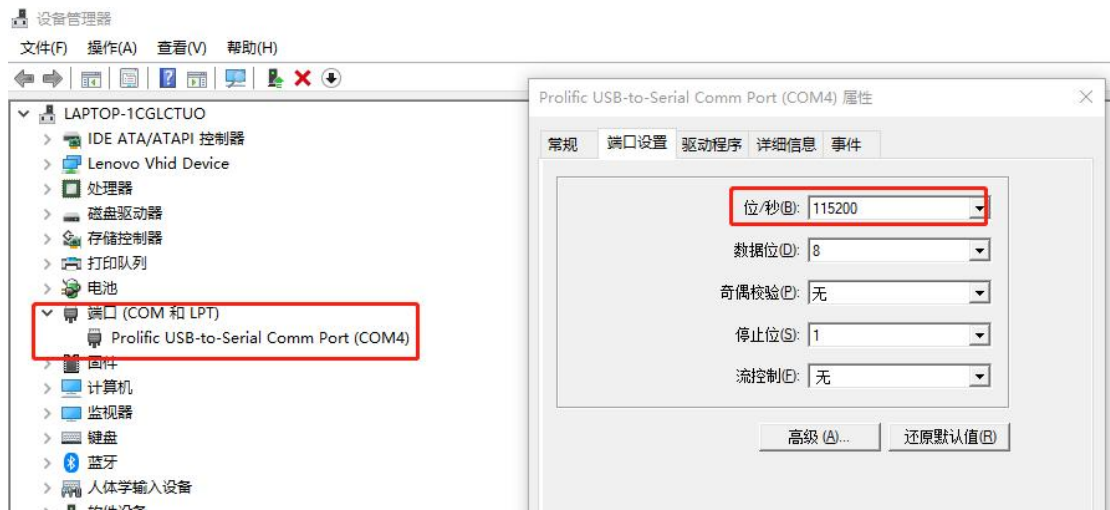 设备管理器
文件(F) 操作(A) 查看(V) 帮助(H)
LAPTOP-1CGLCTUO
IDE ATA/ATAPI 控制器
Lenovo Vhid Device
处理器
磁盘驱动器
存储控制器
打印队列
电池
端口 (COM 和 LPT)
Prolific USB-to-Serial Comm Port (COM4)
固件
计算机
监视器
键盘
蓝牙
人体学输入设备
软件设备
Prolific USB-to-Serial Comm Port (COM4) 属性
常规 端口设置 驱动程序 详细信息 事件
位/秒(B): 115200
数据位(D): 8
奇偶校验(P): 无
停止位(S): 1
流控制(F): 无
高级(A)... 还原默认值(R)